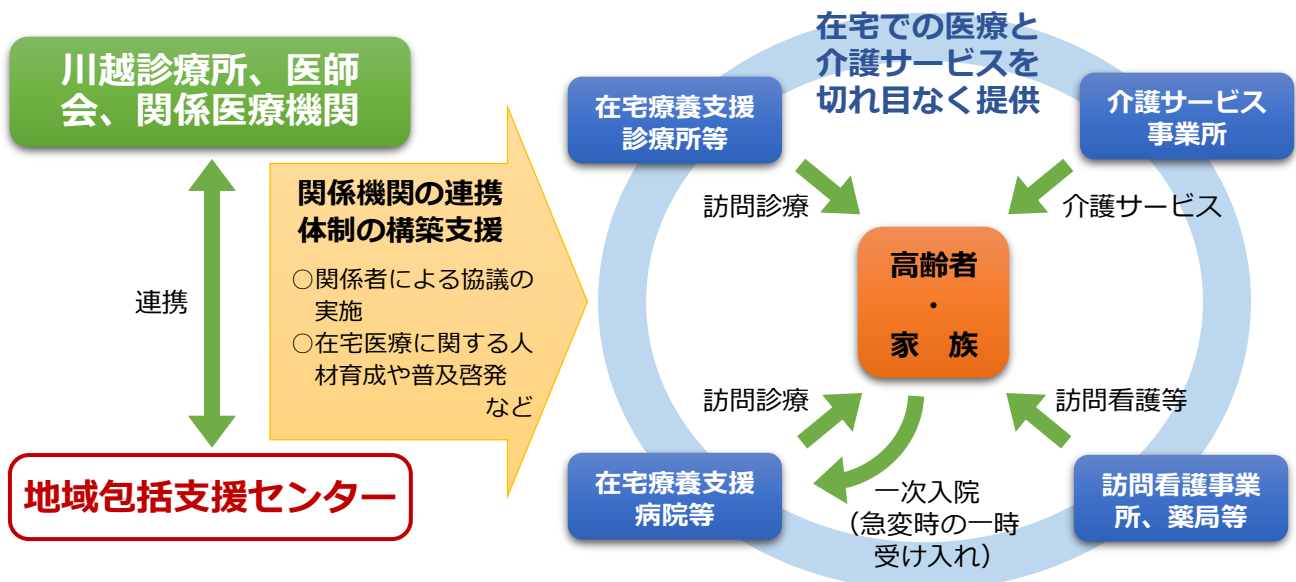 川越診療所、医師
会、関係医療機関
連携
地域包括支援センター
関係機関の連携
体制の構築支援
○関係者による協議の
実施
○在宅医療に関する人
材育成や普及啓発
など
在宅での医療と
介護サービスを
切れ目なく提供
在宅療養支援
診療所等
介護サービス
事業所
訪問診療
介護サービス
高齢者
・
家　族
訪問診療
訪問看護等
在宅療養支援
病院等
一次入院
（急変時の一時
受け入れ）
訪問看護事業
所、薬局等